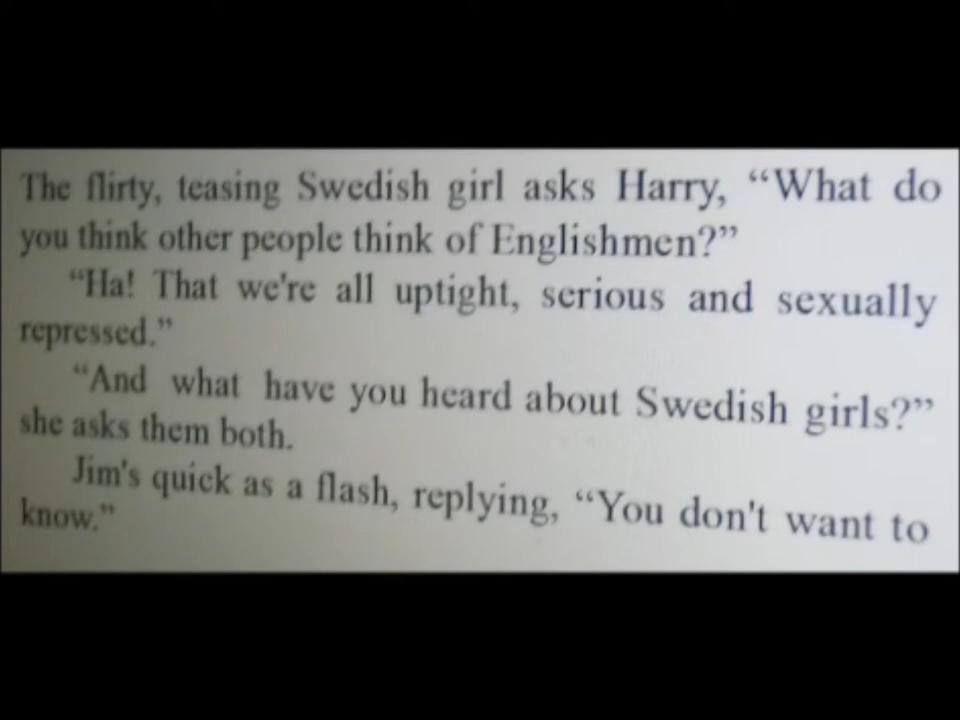 The flirty, teasing Swedish girl asks Harry, “What do
you think other people think of Englishmen?”
“Ha! That we're all uptight, serious and sexually
repressed.”
“And what have you heard about Swedish girls?”
she asks them both.
Jim's quick as a flash, replying, “You don't want to
know.”